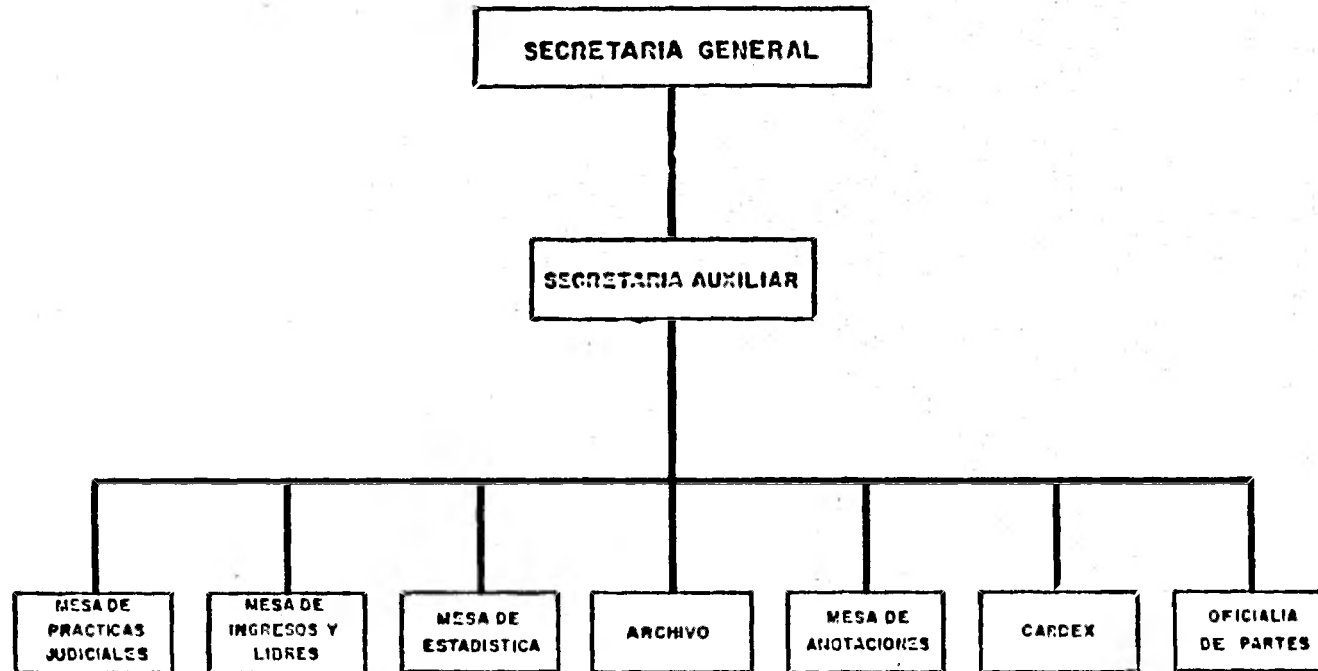 SECRETARIA GENERAL
SECRETARIA AUXILIAR
MESA DE
PRACTICAS
JUDICIALES
MESA DE
INGRESOS Y
LIBRES
MESA DE
ESTADISTICA
ARCHIVO
MESA DE
ANOTACIONES
CARDEX
OFICIALIA
DE PARTES